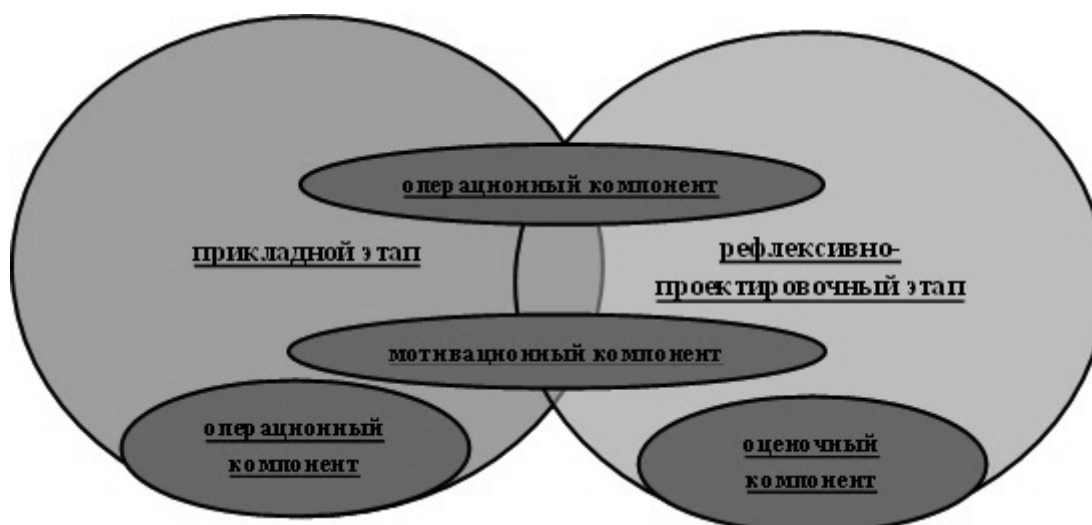 операционный компонент
прикладной этап
рефлексивно-
проектировочный этап
мотивационный компонент
операционный
компонент
оценочный
компонент